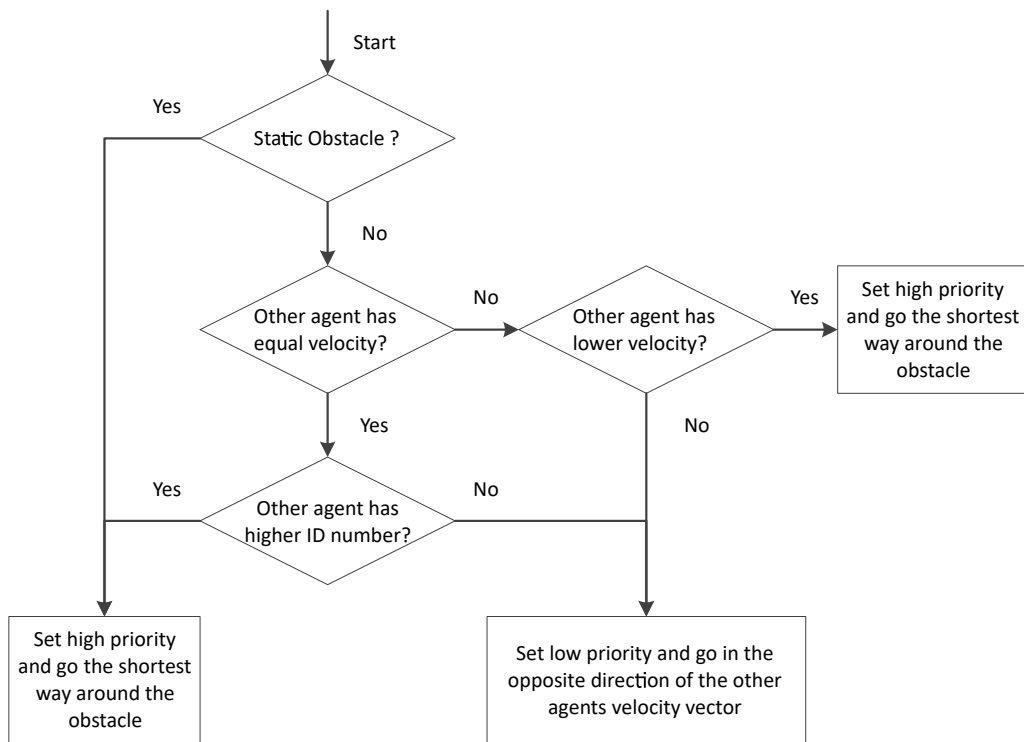 Start
Yes
Static Obstacle ?
No
Other agent has
equal velocity?
No
Other agent has
lower velocity?
Yes
Set high priority
and go the shortest
way around the
obstacle
Yes
No
Yes
Other agent has
higher ID number?
No
Set high priority
and go the shortest
way around the
obstacle
Set low priority and go in the
opposite direction of the other
agents velocity vector